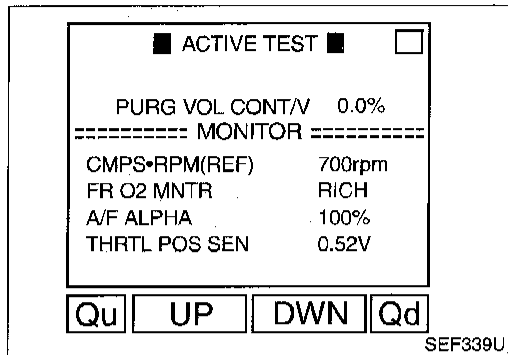 ■ ACTIVE TEST ■
PURG VOL CONT/V 0.0%
========== MONITOR ==========
CMPS•RPM(REF) 700rpm
FR O2 MNTR RICH
A/F ALPHA 100%
THRTL POS SEN 0.52V
Qu UP DWN Qd
SEF339U